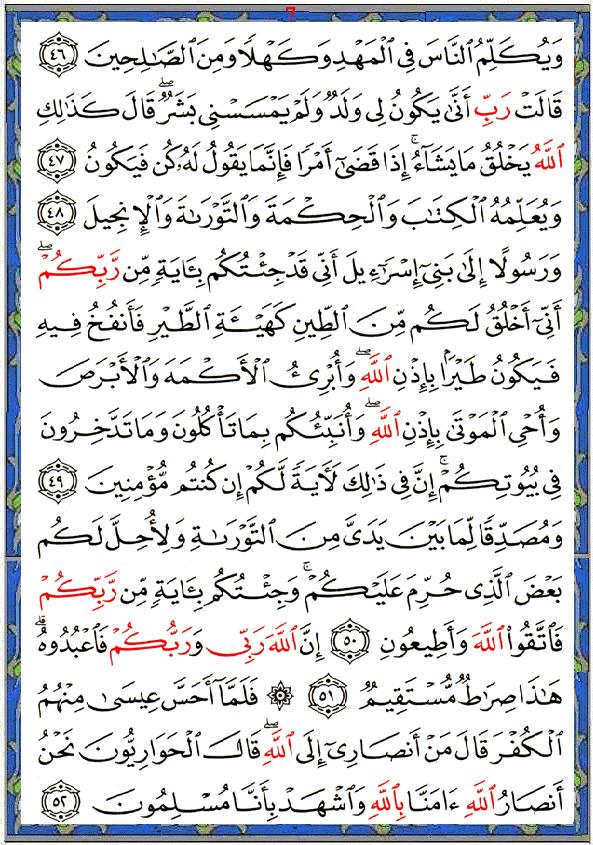 7
وَيُكَلِّمُ ٱلنَّاسَ فِى ٱلْمَهْدِ وَكَهْلًا وَمِنَ ٱلصَّٰلِحِينَ ٤٦
قَالَتْ رَبِّ أَنَّىٰ يَكُونُ لِى وَلَدٌ وَلَمْ يَمْسَسْنِى بَشَرٌ ۖ قَالَ كَذَٰلِكِ
ٱللَّهُ يَخْلُقُ مَا يَشَآءُ ۚ إِذَا قَضَىٰٓ أَمْرًا فَإِنَّمَا يَقُولُ لَهُۥ كُن فَيَكُونُ ٤٧
وَيُعَلِّمُهُ ٱلْكِتَٰبَ وَٱلْحِكْمَةَ وَٱلتَّوْرَىٰةَ وَٱلْإِنجِيلَ ٤٨
وَرَسُولًا إِلَىٰ بَنِىٓ إِسْرَٰٓءِيلَ أَنِّى قَدْ جِئْتُكُم بِـَٔايَةٍ مِّن رَّبِّكُمْ ۖ
أَنِّىٓ أَخْلُقُ لَكُم مِّنَ ٱلطِّينِ كَهَيْـَٔةِ ٱلطَّيْرِ فَأَنفُخُ فِيهِ
فَيَكُونُ طَيْرًۢا بِإِذْنِ ٱللَّهِ ۖ وَأُبْرِئُ ٱلْأَكْمَهَ وَٱلْأَبْرَصَ
وَأُحْىِ ٱلْمَوْتَىٰ بِإِذْنِ ٱللَّهِ ۖ وَأُنَبِّئُكُم بِمَا تَأْكُلُونَ وَمَا تَدَّخِرُونَ
فِى بُيُوتِكُمْ ۚ إِنَّ فِى ذَٰلِكَ لَـَٔايَةً لَّكُمْ إِن كُنتُم مُّؤْمِنِينَ ٤٩
وَمُصَدِّقًا لِّمَا بَيْنَ يَدَىَّ مِنَ ٱلتَّوْرَىٰةِ وَلِأُحِلَّ لَكُم
بَعْضَ ٱلَّذِى حُرِّمَ عَلَيْكُمْ ۚ وَجِئْتُكُم بِـَٔايَةٍ مِّن رَّبِّكُمْ
فَٱتَّقُوا۟ ٱللَّهَ وَأَطِيعُونِ ٥٠ إِنَّ ٱللَّهَ رَبِّى وَرَبُّكُمْ فَٱعْبُدُوهُ ۗ
هَٰذَا صِرَٰطٌ مُّسْتَقِيمٌ ٥١ ۞ فَلَمَّآ أَحَسَّ عِيسَىٰ مِنْهُمُ
ٱلْكُفْرَ قَالَ مَنْ أَنصَارِىٓ إِلَى ٱللَّهِ ۖ قَالَ ٱلْحَوَارِيُّونَ نَحْنُ
أَنصَارُ ٱللَّهِ ءَامَنَّا بِٱللَّهِ وَٱشْهَدْ بِأَنَّا مُسْلِمُونَ ٥٢